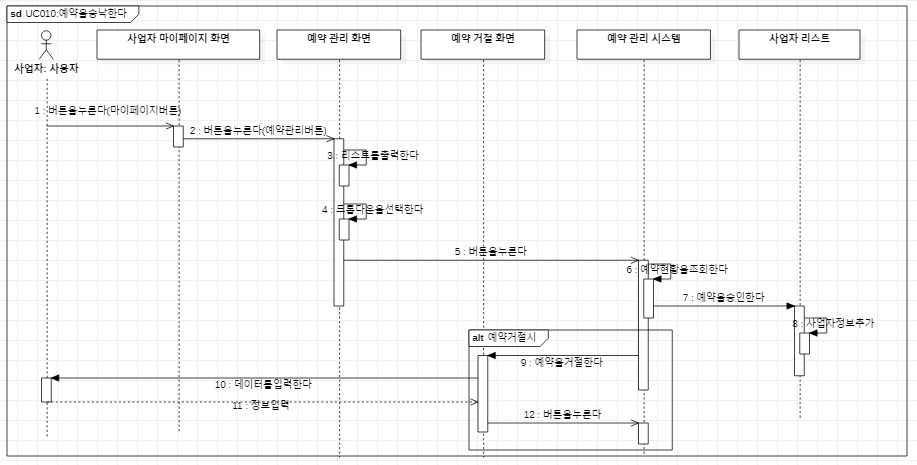 sd UC010:예약을승낙한다
사업자: 사용자
사업자 마이페이지 화면
예약 관리 화면
예약 거절 화면
예약 관리 시스템
사업자 리스트
1 : 버튼을누른다(마이페이지버튼)
2 : 버튼을누른다(예약관리버튼)
3 : 리스트를출력한다
4 : 드롭다운을선택한다
5 : 버튼을누른다
6 : 예약현황을조회한다
7 : 예약을승인한다
8 : 사업자정보추가
alt 예약거절시
9 : 예약을거절한다
10 : 데이터를입력한다
11 : 정보입력
12 : 버튼을누른다